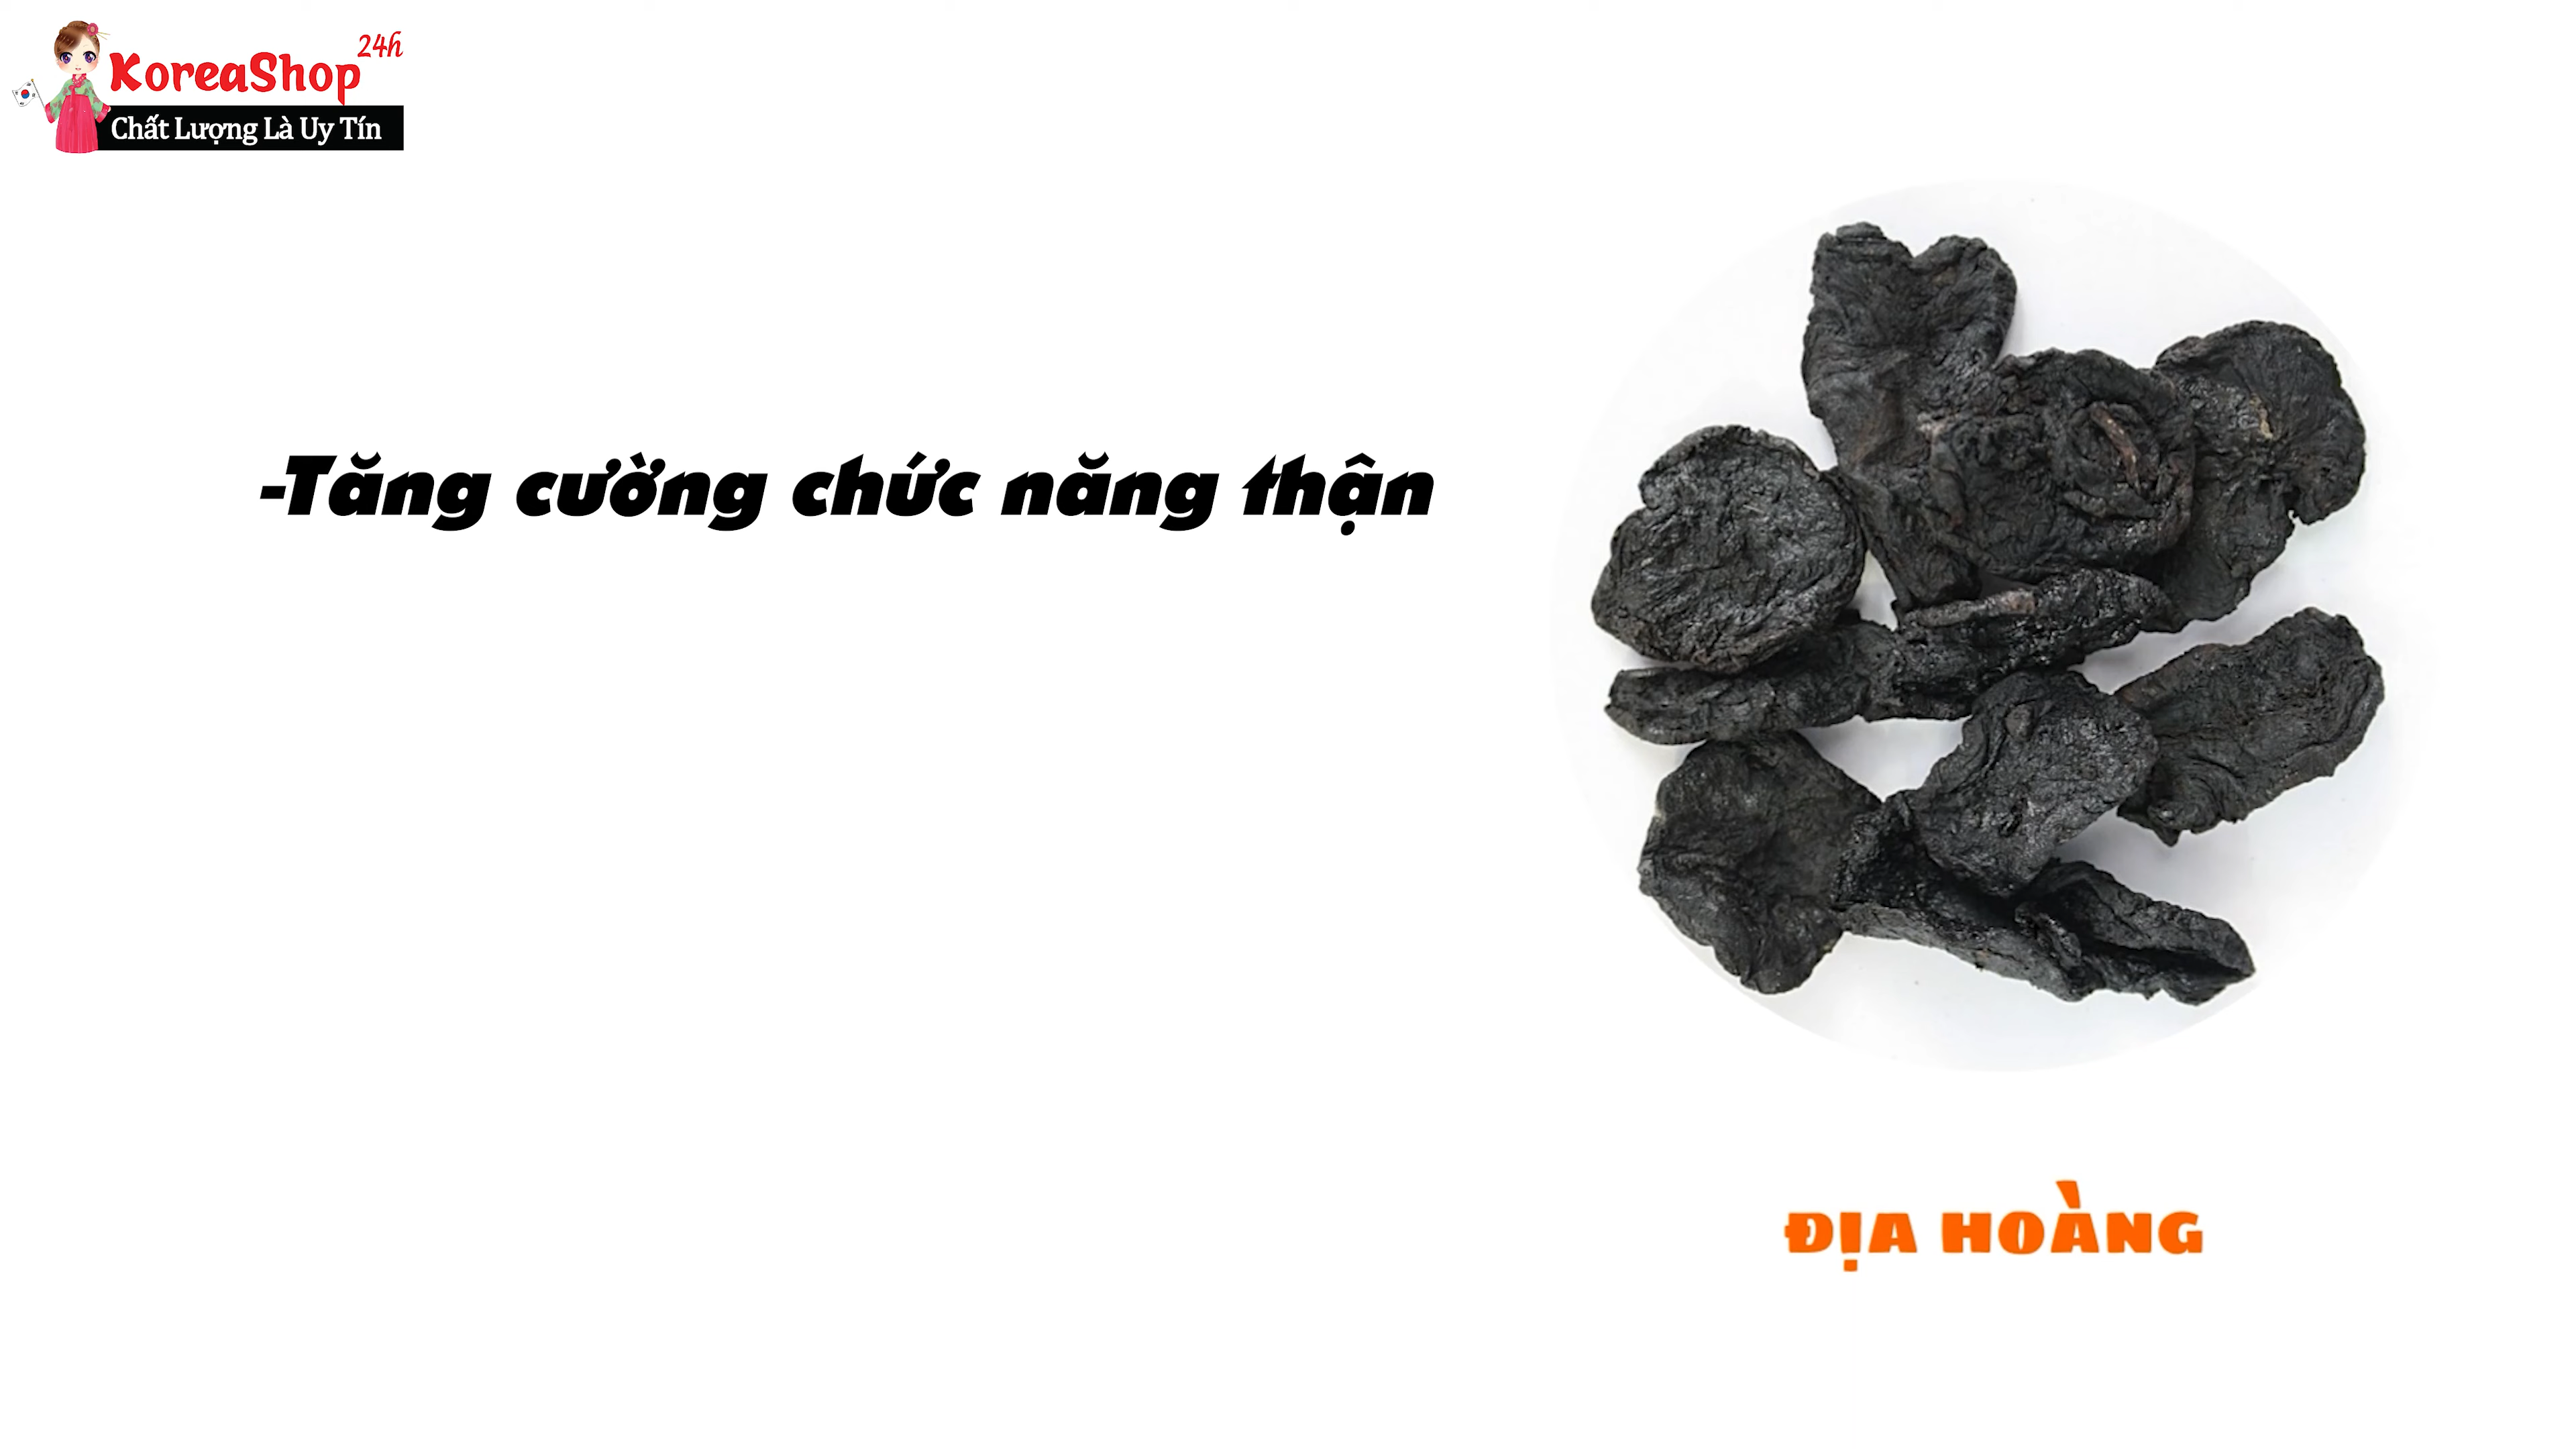 KoreaShop 24h
Chất Lượng Là Uy Tín
-Tăng cường chức năng thận
ĐỊA HOÀNG